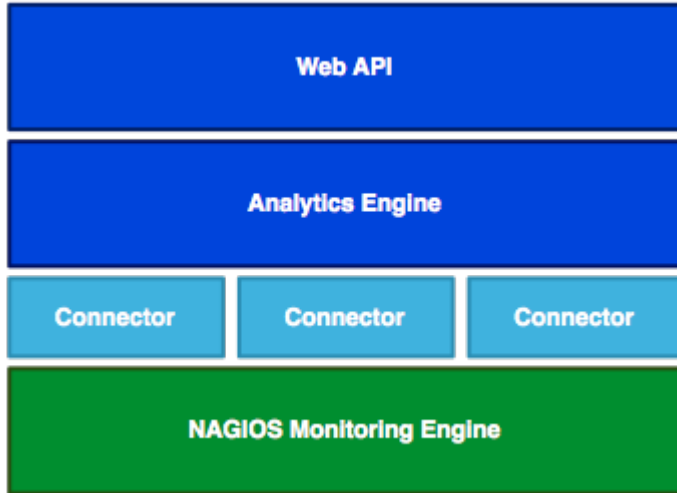 Web API
Analytics Engine
Connector
Connector
Connector
NAGIOS Monitoring Engine